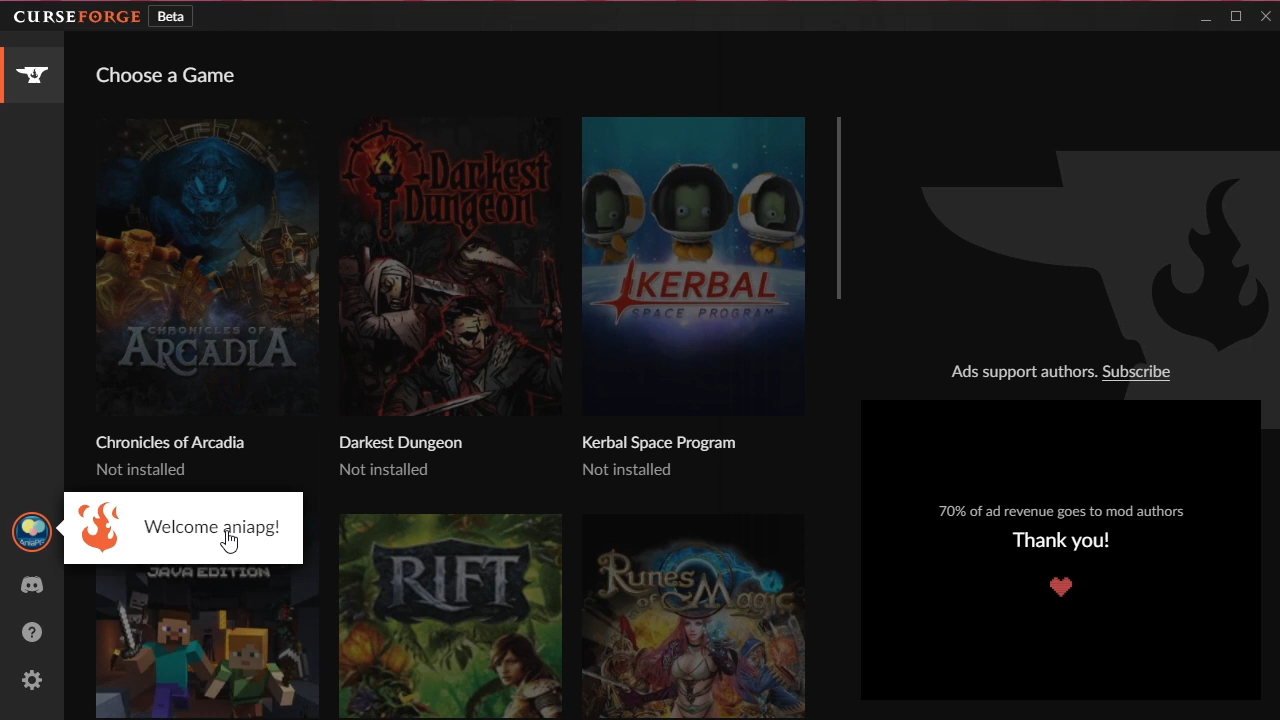 CURSEFORGE Beta
Choose a Game
CHRONICLES OF
ARCADIA
Darkest
Dungeon
KERBAL
SPACE PROGRAM
Ads support authors. Subscribe
Chronicles of Arcadia
Not installed
Darkest Dungeon
Not installed
Kerbal Space Program
Not installed
70% of ad revenue goes to mod authors
Thank you!
AniaPG
Welcome aniapg!
JAVA EDITION
RIFT
Runes
of Magic